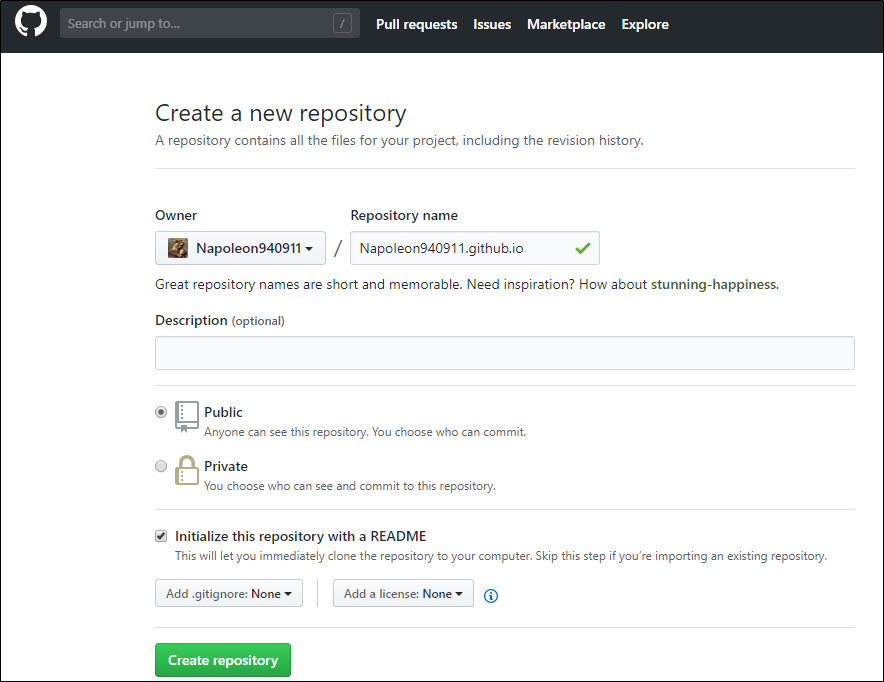 Search or jump to... /
Pull requests Issues Marketplace Explore
Create a new repository
A repository contains all the files for your project, including the revision history.
Owner
Repository name
Napoleon940911 / Napoleon940911.github.io
Great repository names are short and memorable. Need inspiration? How about stunning-happiness.
Description (optional)
Public
Anyone can see this repository. You choose who can commit.
Private
You choose who can see and commit to this repository.
Initialize this repository with a README
This will let you immediately clone the repository to your computer. Skip this step if you’re importing an existing repository.
Add .gitignore: None
Add a license: None
Create repository